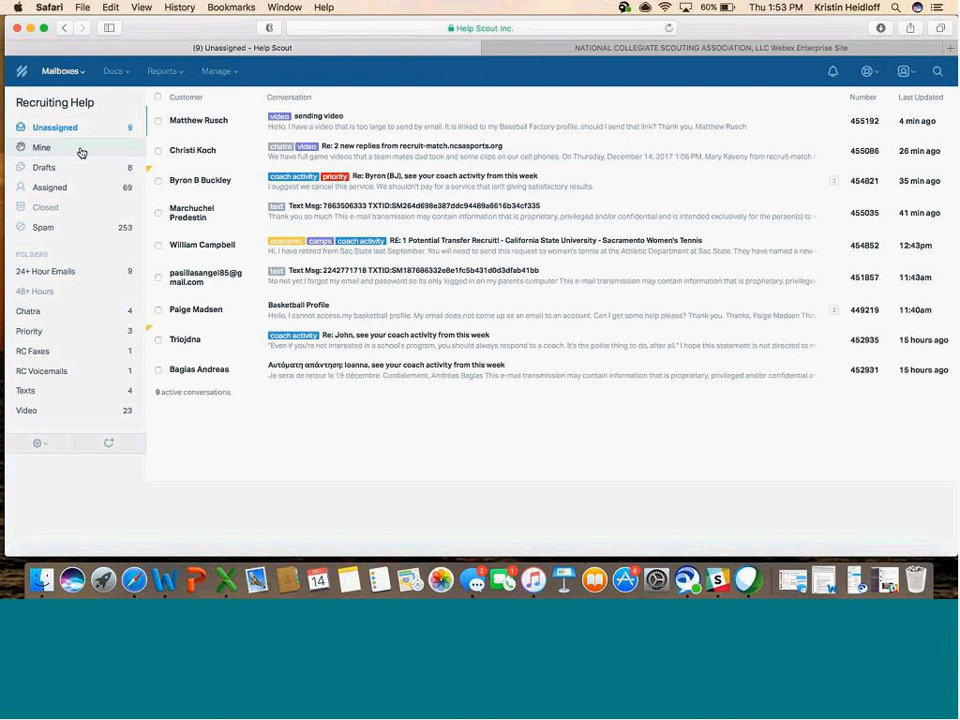 Safari File Edit View History Bookmarks Window Help 60% Thu 1:53 PM Kristin Heidloff
Help Scout Inc.
(9) Unassigned - Help Scout NATIONAL COLLEGIATE SCOUTING ASSOCIATION, LLC Webex Enterprise Site
Mailboxes Docs Reports Manage
Recruiting Help
Unassigned 9
Mine
Drafts 8
Assigned 69
Closed
Spam 253
FOLDERS
24+ Hour Emails 9
48+ Hours
Chatra 4
Priority 3
RC Faxes 1
RC Voicemails 1
Texts 4
Video 23
Customer Conversation Number Last Updated
Matthew Rusch video sending video 455192 4 min ago
Hello, I have a video that is too large to send by email. It is linked to my Baseball Factory profile, should I send that link? Thank you. Matthew Rusch
Christi Koch chatra video Re: 2 new replies from recruit-match.ncsasports.org 455086 26 min ago
We have full game videos that a team mates dad took and some clips on our cell phones. On Thursday, December 14, 2017 1:06 PM, Mary Kaveny from recruit-match
Byron B Buckley coach activity priority Re: Byron (BJ), see your coach activity from this week 454821 35 min ago
I suggest we cancel this service. We shouldn't pay for a service that isn't giving satisfactory results.
Marchuchel Predestin text Text Msg: 7863506333 TXTID:SM264d698e387ddc94489a6616b34cf335 455035 41 min ago
Thank you so much This e-mail transmission may contain information that is proprietary, privileged and/or confidential and is intended exclusively for the person(s) to
William Campbell academic camps coach activity RE: 1 Potential Transfer Recruit! - California State University - Sacramento Women's Tennis 454852 12:43pm
Hi, I have retired from Sac State last September. You will need to send this request to women's tennis at the Athletic Department at Sac State. They have named a new
pasillasangel85@gmail.com text Text Msg: 2242771718 TXTID:SM187686332e8e1fc5b431d0d3dfab41bb 451857 11:43am
No not yet I forgot my email and password so its only logged in on my parents computer This e-mail transmission may contain information that is proprietary, privilege
Paige Madsen Basketball Profile 449219 11:40am
Hello, I cannot access my basketball profile. My email does not come up as an email to an account. Can I get some help please? Thank you. Thanks, Paige Madsen This
Triojdna coach activity Re: John, see your coach activity from this week 452935 15 hours ago
"Even if you're not interested in a school's program, you should always respond to a coach. It's the polite thing to do, after all." I hope this statement is not directed to m
Bagias Andreas Αυτόματη απάντηση: Ioanna, see your coach activity from this week 452931 15 hours ago
Je serai de retour le 19 décembre. Cordialement, Andréas Bagias This e-mail transmission may contain information that is proprietary, privileged and/or confidential a
9 active conversations
DEC
14